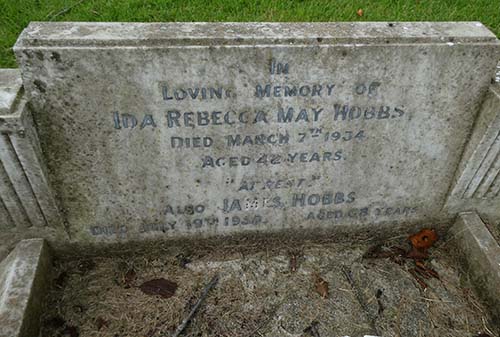 IN
LOVING MEMORY OF
IDA REBECCA MAY HOBBS,
DIED MARCH 7TH 1934
AGED 42 YEARS.
"AT REST"
ALSO JAMES HOBBS
DIED JULY 19TH AGED YEARS